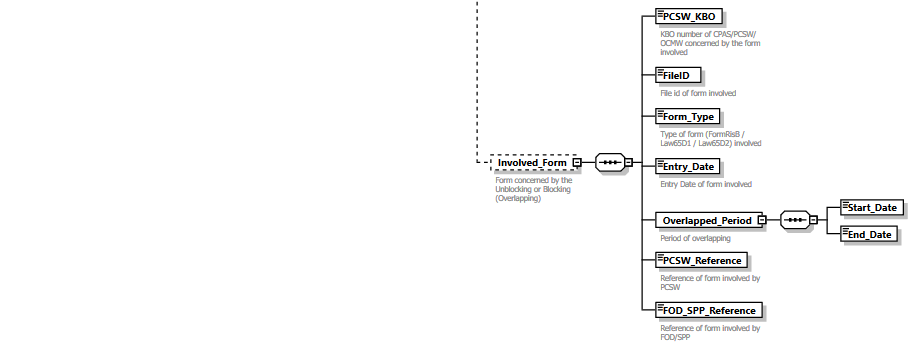 PCSW_KBO
KBO number of CPAS/PCSW/
OCMW concerned by the form
involved
FileID
File id of form involved
Form_Type
Type of form (FormRisB /
Law65D1 / Law65D2) involved
Involved_Form
Form concerned by the
Unblocking or Blocking
(Overlapping)
Entry_Date
Entry Date of form involved
Overlapped_Period
Period of overlapping
Start_Date
End_Date
PCSW_Reference
Reference of form involved by
PCSW
FOD_SPP_Reference
Reference of form involved by
FOD/SPP